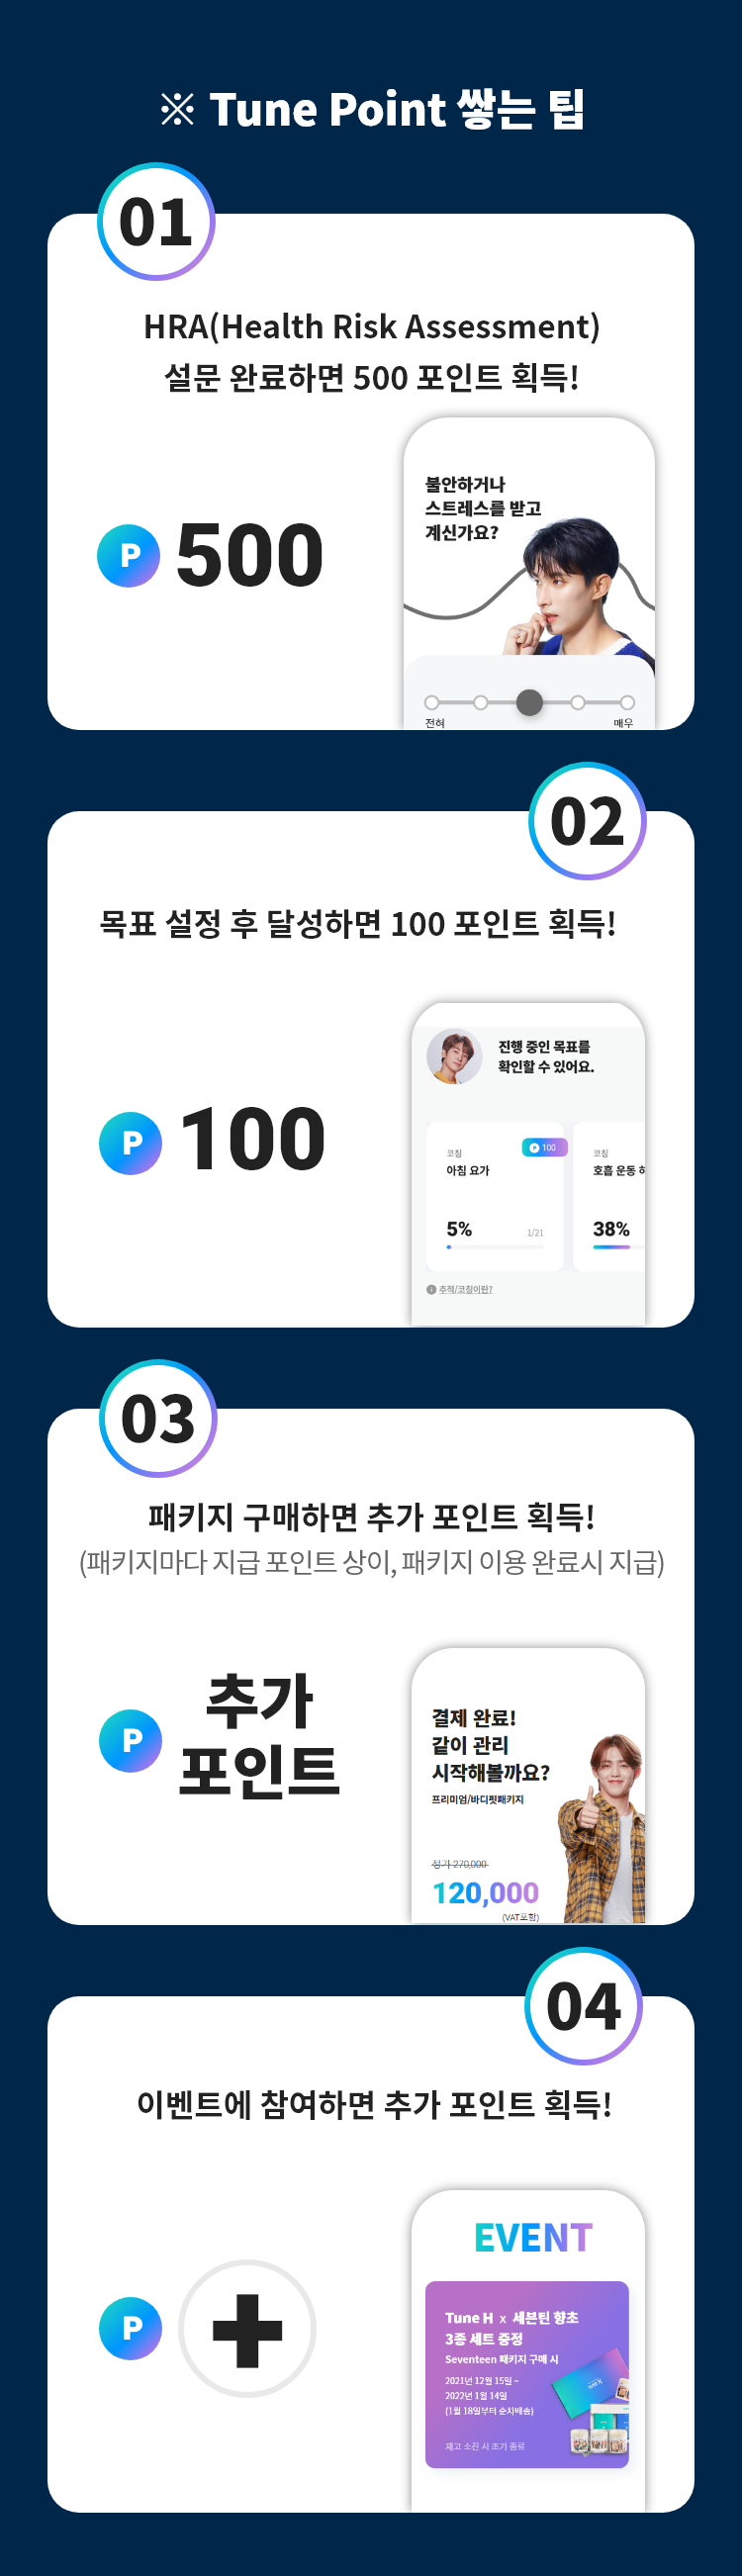 ※ Tune Point 쌓는 팁
01
HRA(Health Risk Assessment)
설문 완료하면 500 포인트 획득!
P 500
불안하거나
스트레스를 받고
계신가요?
전혀 매우
02
목표 설정 후 달성하면 100 포인트 획득!
P 100
진행 중인 목표를
확인할 수 있어요.
P 100
코칭
아침 요가
5% 1/21
코칭
호흡 운동 하
38%
추적/코칭이란?
03
패키지 구매하면 추가 포인트 획득!
(패키지마다 지급 포인트 상이, 패키지 이용 완료시 지급)
P 추가
포인트
결제 완료!
같이 관리
시작해볼까요?
프리미엄/바디핏패키지
정가 270,000
120,000
(VAT포함)
04
이벤트에 참여하면 추가 포인트 획득!
P +
EVENT
Tune H x 세븐틴 향초
3종 세트 증정
Seventeen 패키지 구매 시
2021년 12월 15일 ~
2022년 1월 14일
(1월 18일부터 순차배송)
재고 소진 시 조기 종료